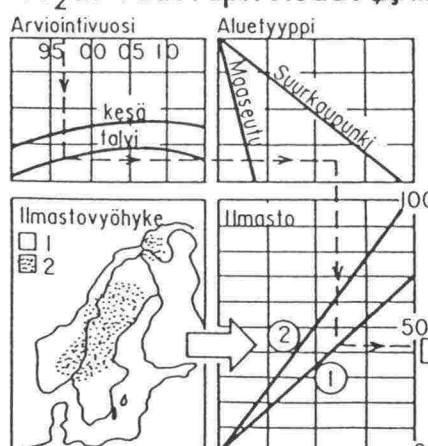 Arviointivuosi
Aluetyyppi
95 00 05 10
kesä
talvi
Maaseutu
Suurkaupunki
Ilmastovyöhyke
1
2
Ilmasto
100
50
2
1